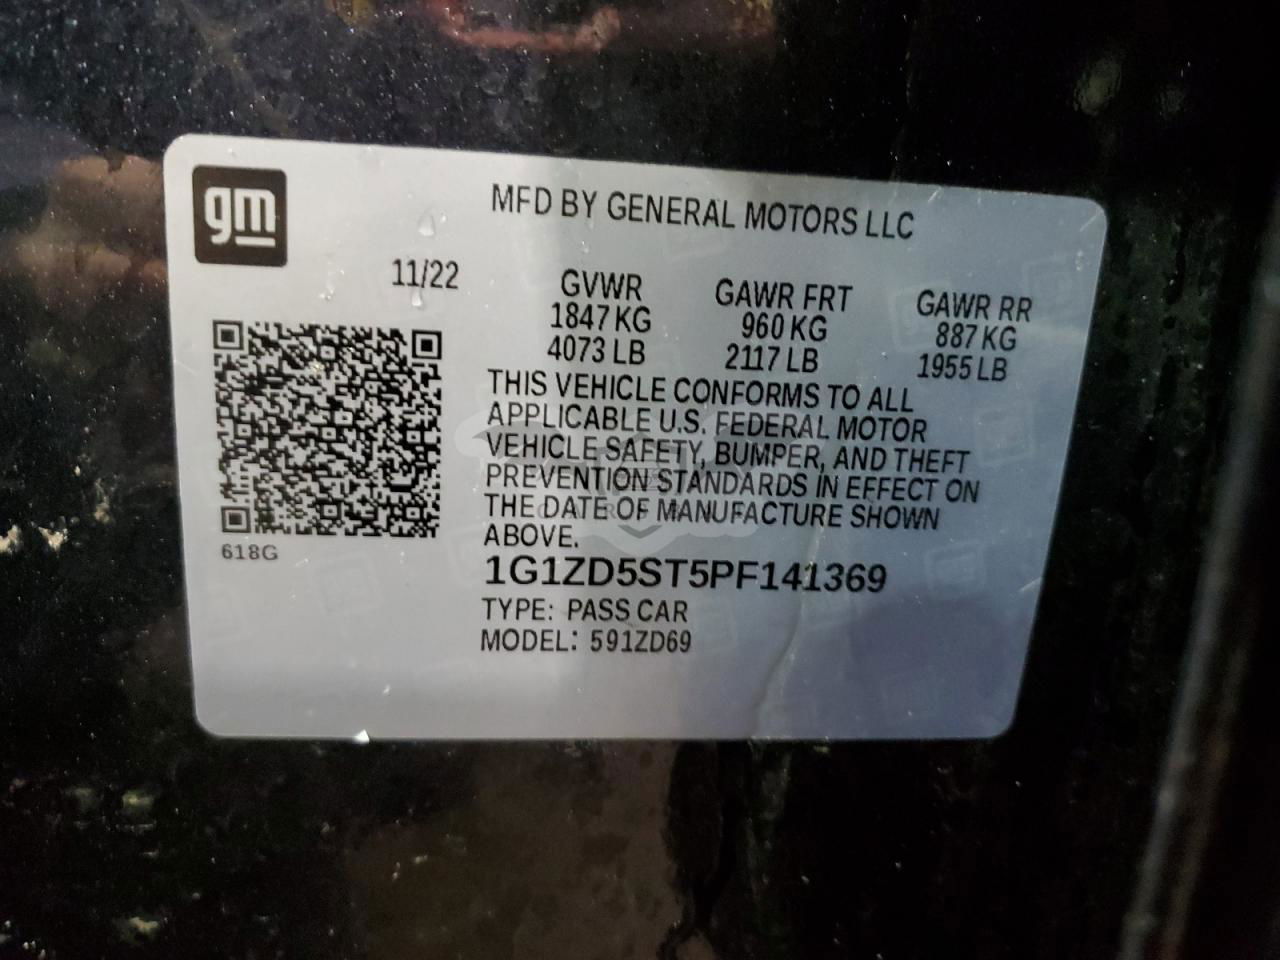 gm
MFD BY GENERAL MOTORS LLC
11/22
GVWR
1847 KG
4073 LB
GAWR FRT
960 KG
2117 LB
GAWR RR
887 KG
1955 LB
THIS VEHICLE CONFORMS TO ALL
APPLICABLE U.S. FEDERAL MOTOR
VEHICLE SAFETY, BUMPER, AND THEFT
PREVENTION STANDARDS IN EFFECT ON
THE DATE OF MANUFACTURE SHOWN
ABOVE.
618G
1G1ZD5ST5PF141369
TYPE: PASS CAR
MODEL: 591ZD69